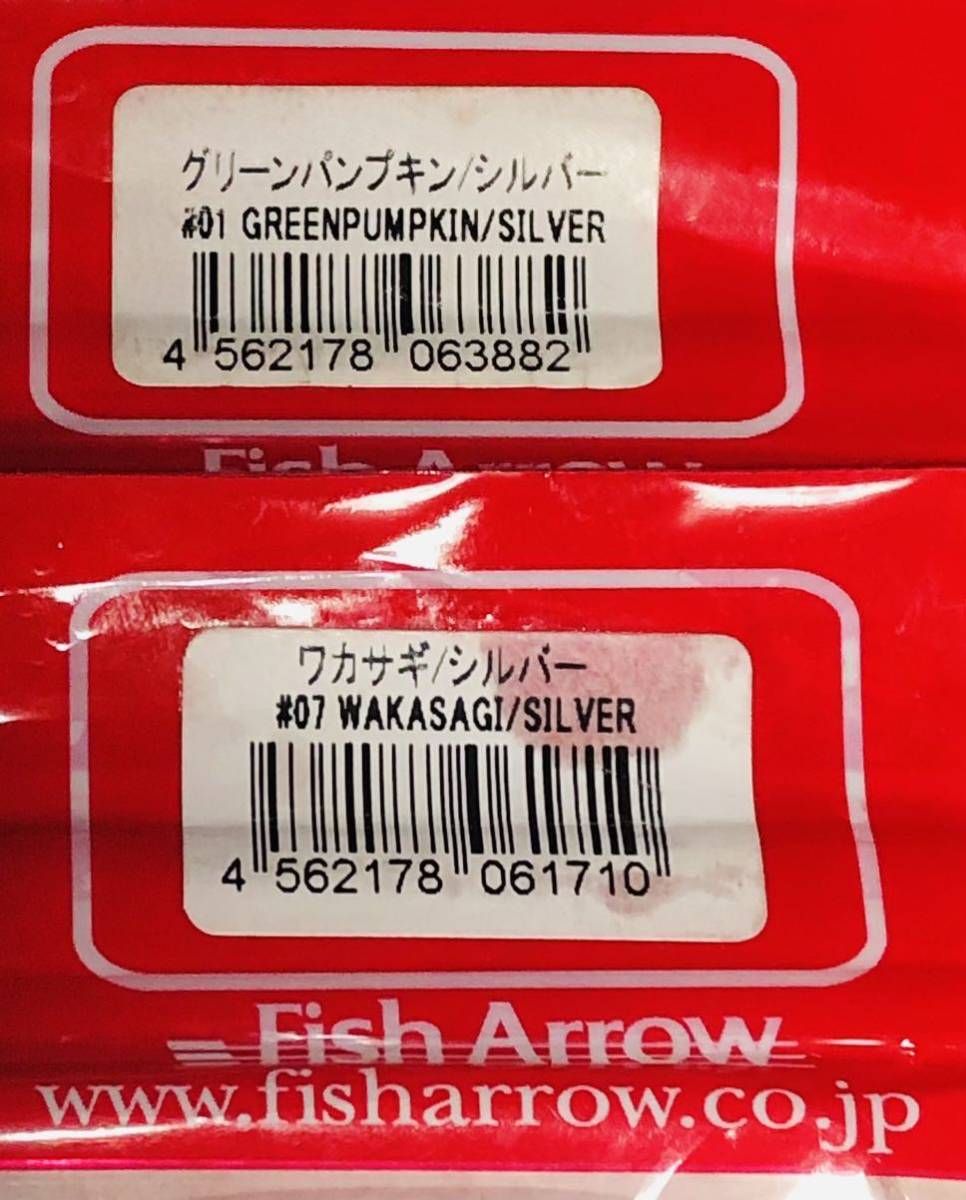 グリーンパンプキン/シルバー
#01 GREENPUMPKIN/SILVER
4 562178 063882
Fish Arrow
ワカサギ/シルバー
#07 WAKASAGI/SILVER
4 562178 061710
Fish Arrow
www.fisharrow.co.jp